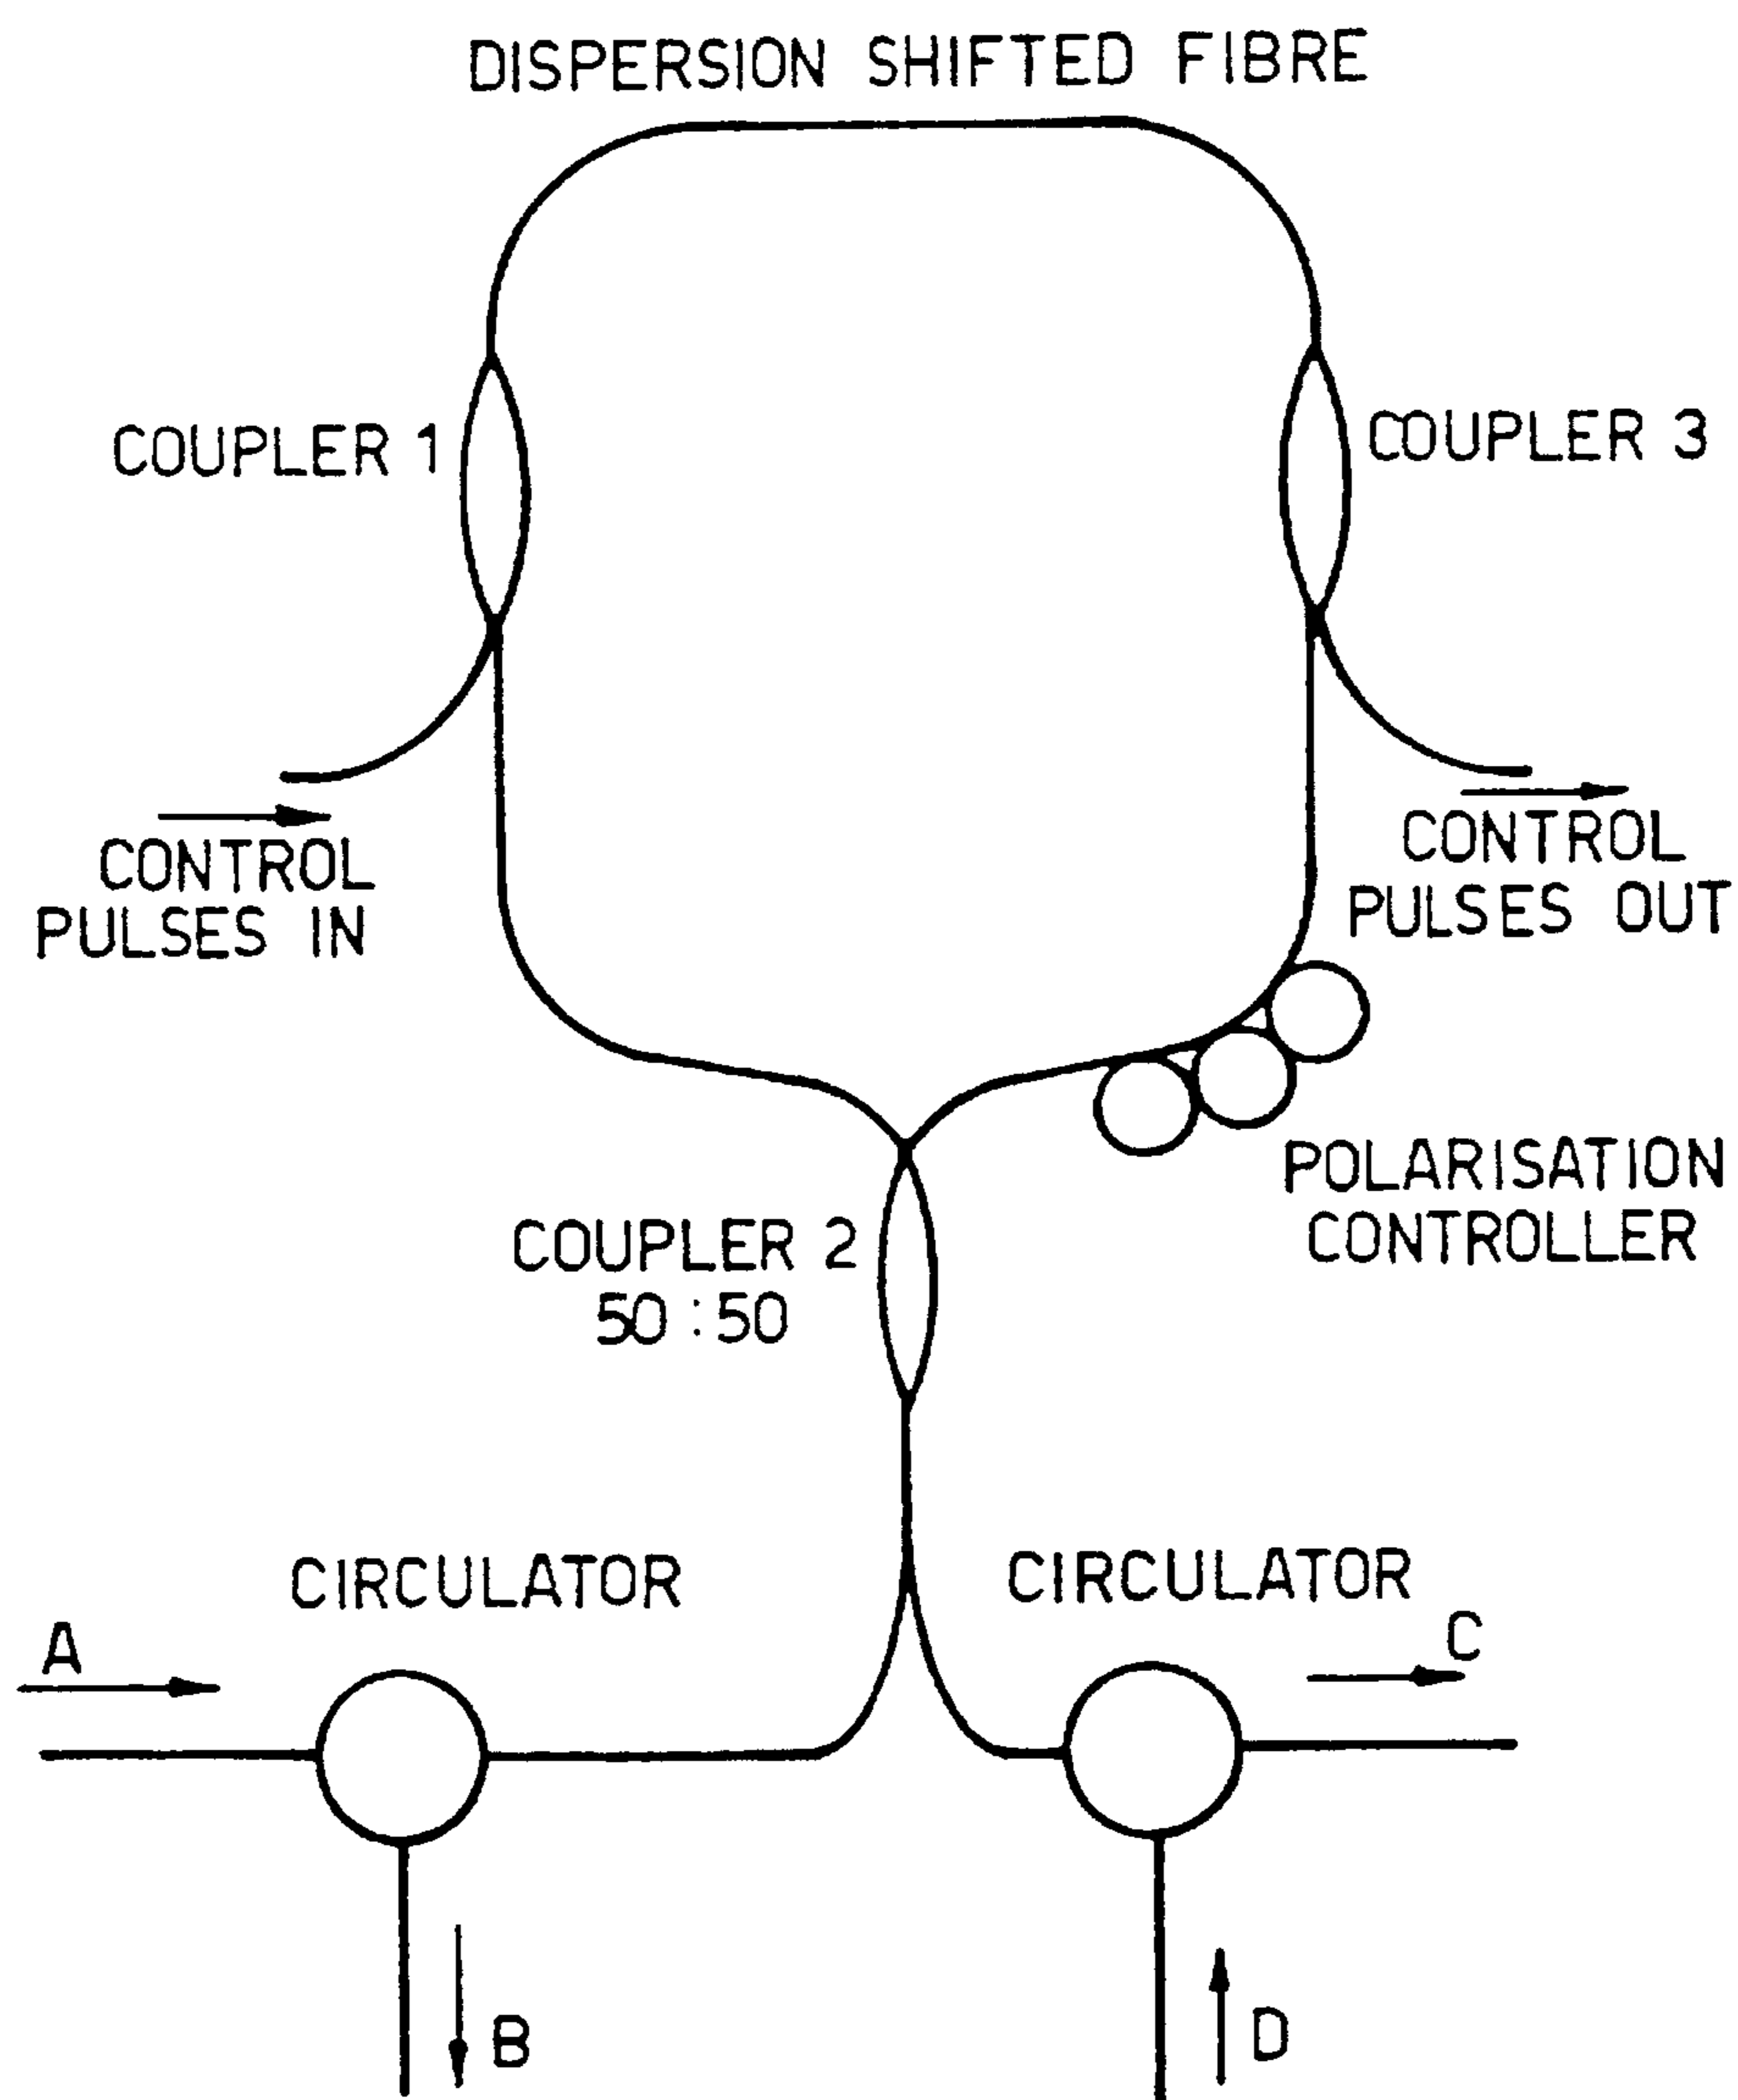 DISPERSION SHIFTED FIBRE
COUPLER 1
COUPLER 3
CONTROL
PULSES IN
CONTROL
PULSES OUT
POLARISATION
CONTROLLER
COUPLER 2
50:50
CIRCULATOR
CIRCULATOR
A
C
B
D